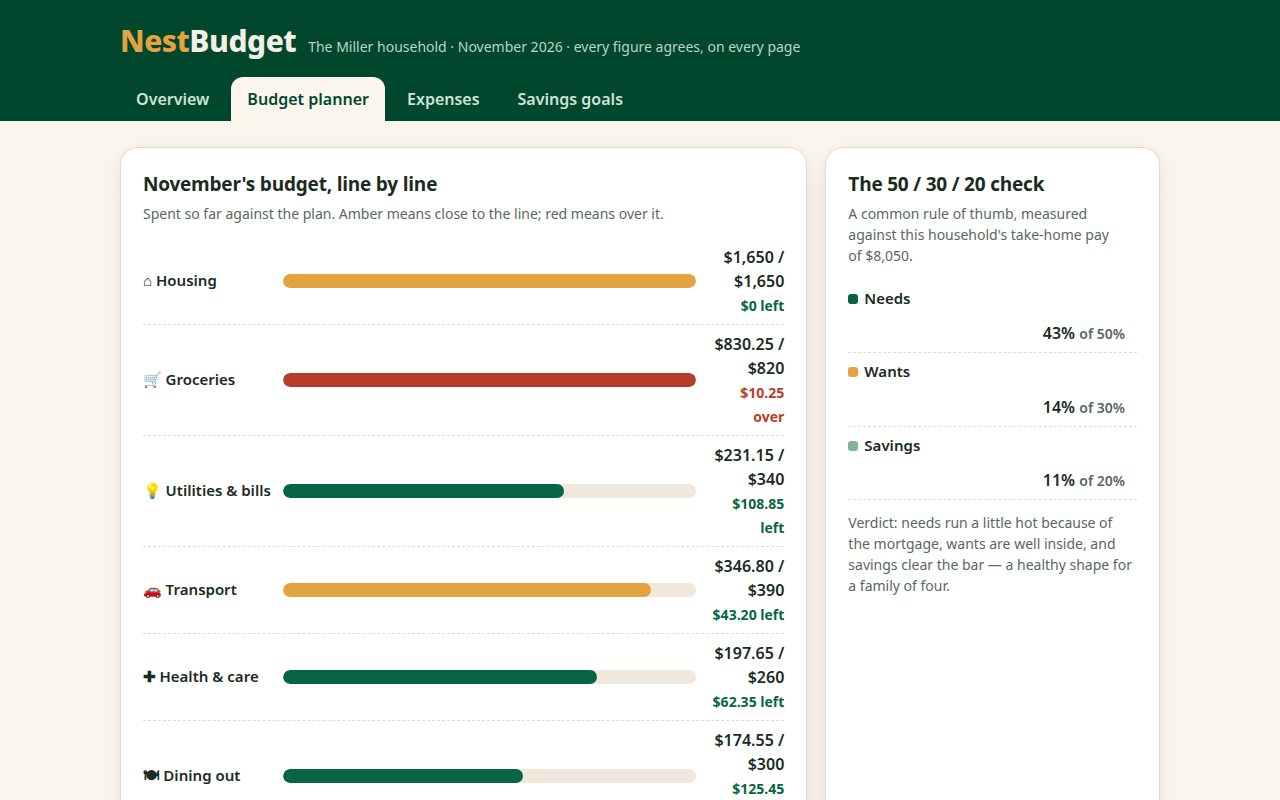 NestBudget The Miller household · November 2026 · every figure agrees, on every page
Overview Budget planner Expenses Savings goals
November's budget, line by line
Spent so far against the plan. Amber means close to the line; red means over it.
Housing
$1,650 /
$1,650
$0 left
Groceries
$830.25 /
$820
$10.25
over
Utilities & bills
$231.15 /
$340
$108.85
left
Transport
$346.80 /
$390
$43.20 left
Health & care
$197.65 /
$260
$62.35 left
Dining out
$174.55 /
$300
$125.45
The 50 / 30 / 20 check
A common rule of thumb, measured
against this household's take-home pay
of $8,050.
Needs
43% of 50%
Wants
14% of 30%
Savings
11% of 20%
Verdict: needs run a little hot because of
the mortgage, wants are well inside, and
savings clear the bar — a healthy shape for
a family of four.